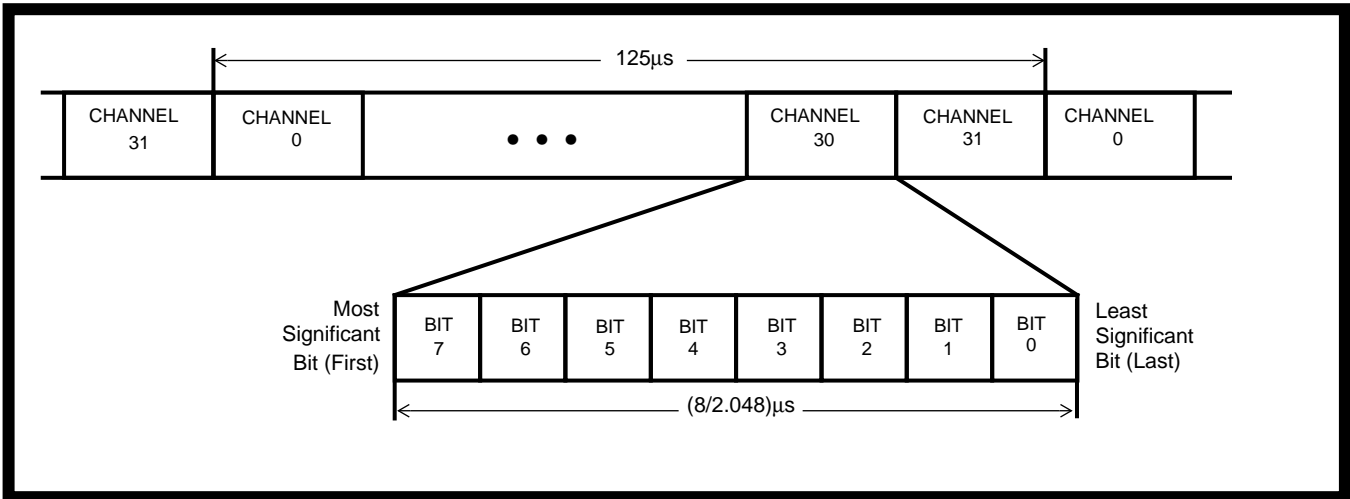 125μs
CHANNEL
31
CHANNEL
0
• • •
CHANNEL
30
CHANNEL
31
CHANNEL
0
Most
Significant
Bit (First)
BIT
7
BIT
6
BIT
5
BIT
4
BIT
3
BIT
2
BIT
1
BIT
0
Least
Significant
Bit (Last)
(8/2.048)μs